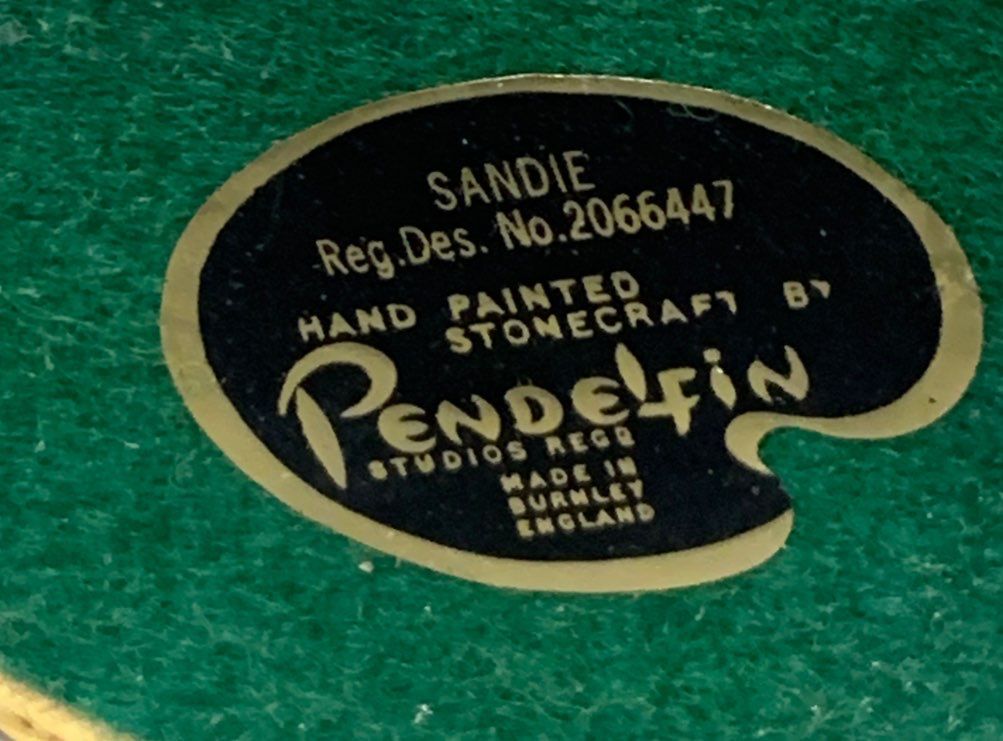 SANDIE
Reg.Des. No.2066447
HAND PAINTED
STONECRAFT BY
PENDELFIN
STUDIOS REGD
MADE IN
BURNLEY
ENGLAND